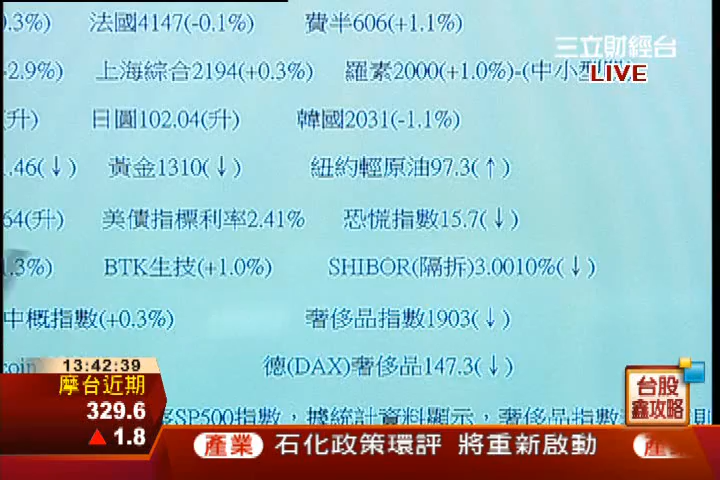 .3%) 法國4147(-0.1%) 費半606(+1.1%)
三立財經台
LIVE
2.9%) 上海綜合2194(+0.3%) 羅素2000(+1.0%)-(中小型
(升) 日圓102.04(升) 韓國2031(-1.1%)
.46(↓) 黃金1310(↓) 紐約輕原油97.3(↑)
64(升) 美債指標利率2.41% 恐慌指數15.7(↓)
.3%) BTK生技(+1.0%) SHIBOR(隔拆)3.0010%(↓)
中概指數(+0.3%) 奢侈品指數1903(↓)
coin 德(DAX)奢侈品147.3(↓)
13:42:39
摩台近期
329.6
▲1.8
SP500指數，據統計資料顯示，奢侈品指數
台股
鑫攻略
產業 石化政策環評 將重新啟動 產